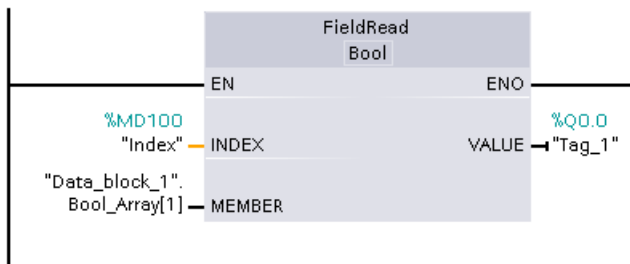 FieldRead
Bool
EN ENO
%MD100 %Q0.0
"Index" INDEX VALUE "Tag_1"
"Data_block_1".
Bool_Array[1] MEMBER